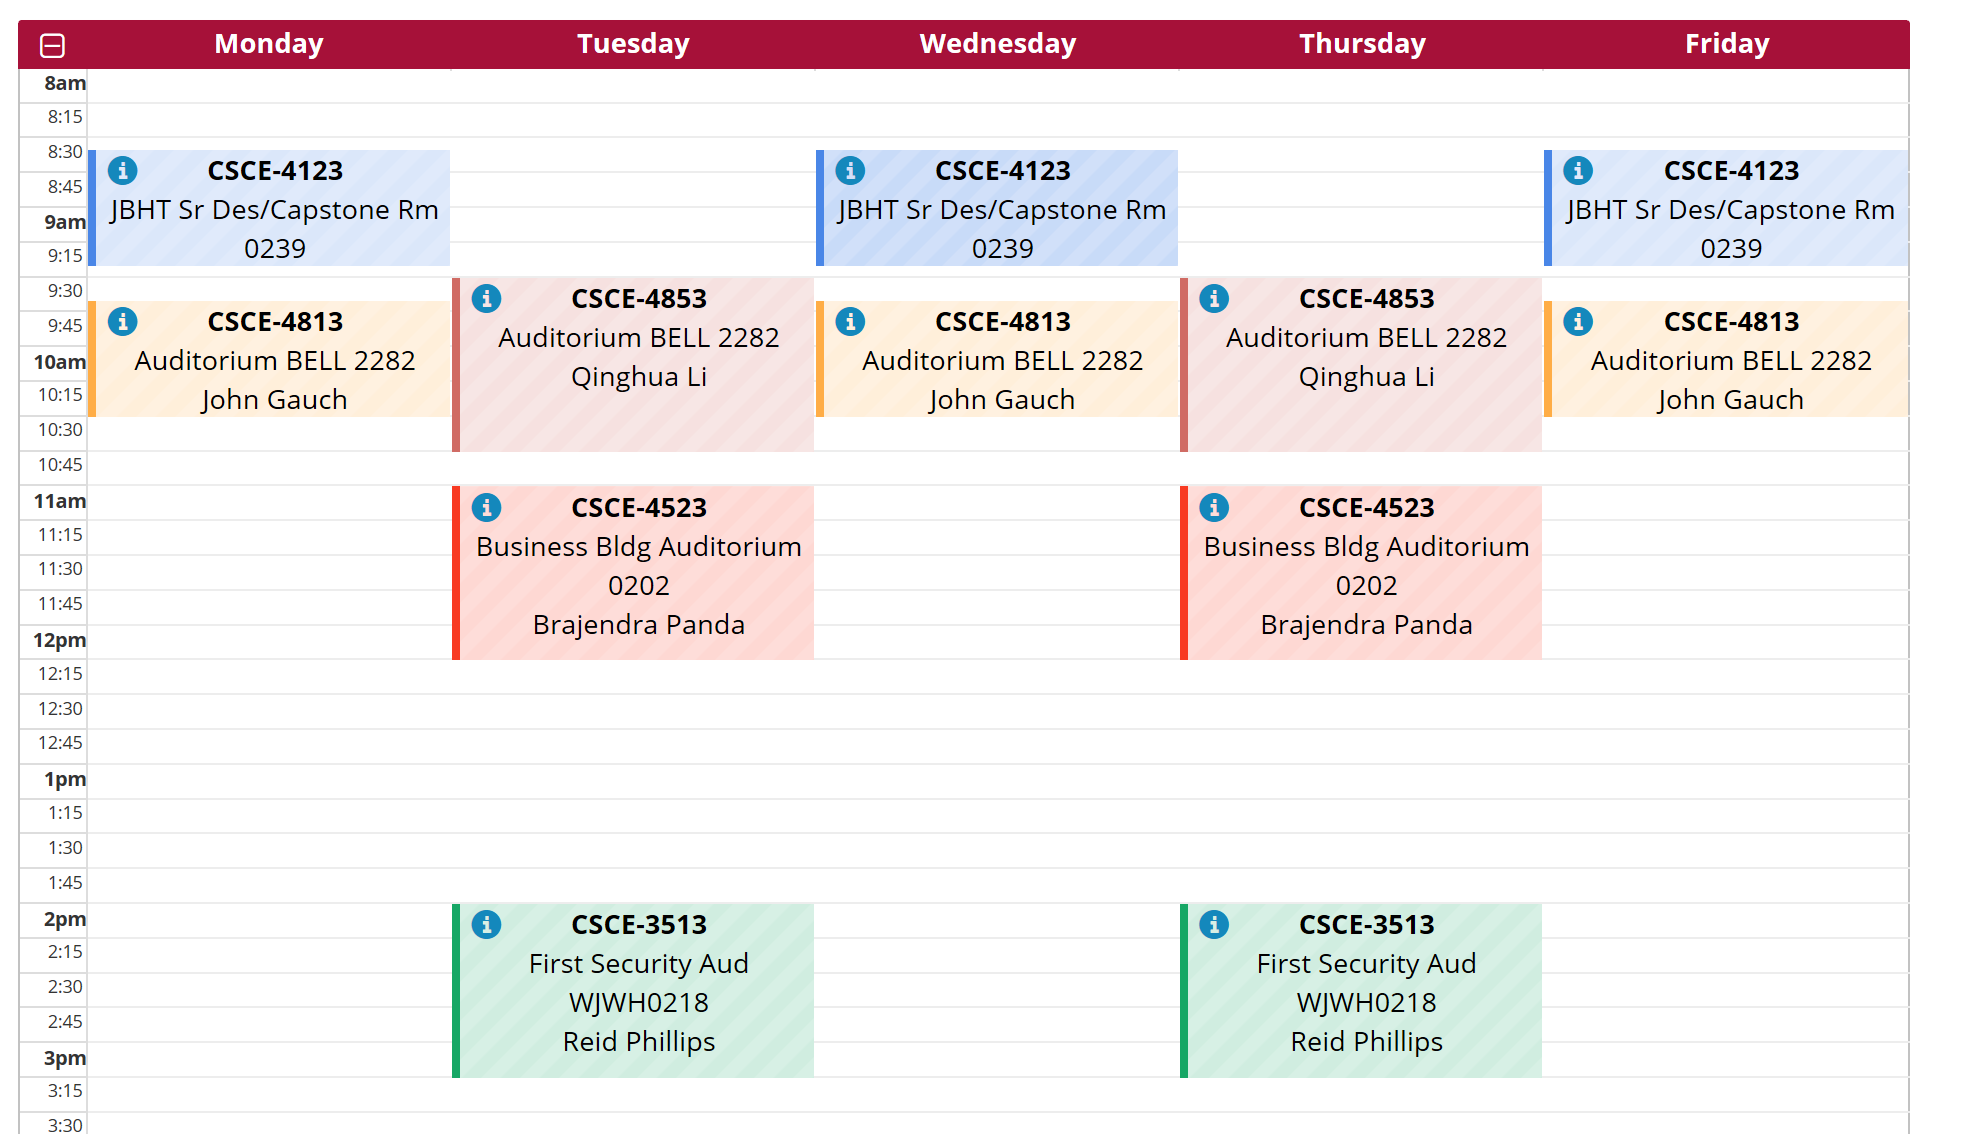 Monday Tuesday Wednesday Thursday Friday
8am
8:15
8:30
8:45
9am
9:15
9:30
9:45
10am
10:15
10:30
10:45
11am
11:15
11:30
11:45
12pm
12:15
12:30
12:45
1pm
1:15
1:30
1:45
2pm
2:15
2:30
2:45
3pm
3:15
3:30
CSCE-4123
JBHT Sr Des/Capstone Rm
0239
CSCE-4813
Auditorium BELL 2282
John Gauch
CSCE-4853
Auditorium BELL 2282
Qinghua Li
CSCE-4523
Business Bldg Auditorium
0202
Brajendra Panda
CSCE-3513
First Security Aud
WJWH0218
Reid Phillips
CSCE-4123
JBHT Sr Des/Capstone Rm
0239
CSCE-4813
Auditorium BELL 2282
John Gauch
CSCE-4853
Auditorium BELL 2282
Qinghua Li
CSCE-4523
Business Bldg Auditorium
0202
Brajendra Panda
CSCE-3513
First Security Aud
WJWH0218
Reid Phillips
CSCE-4123
JBHT Sr Des/Capstone Rm
0239
CSCE-4813
Auditorium BELL 2282
John Gauch